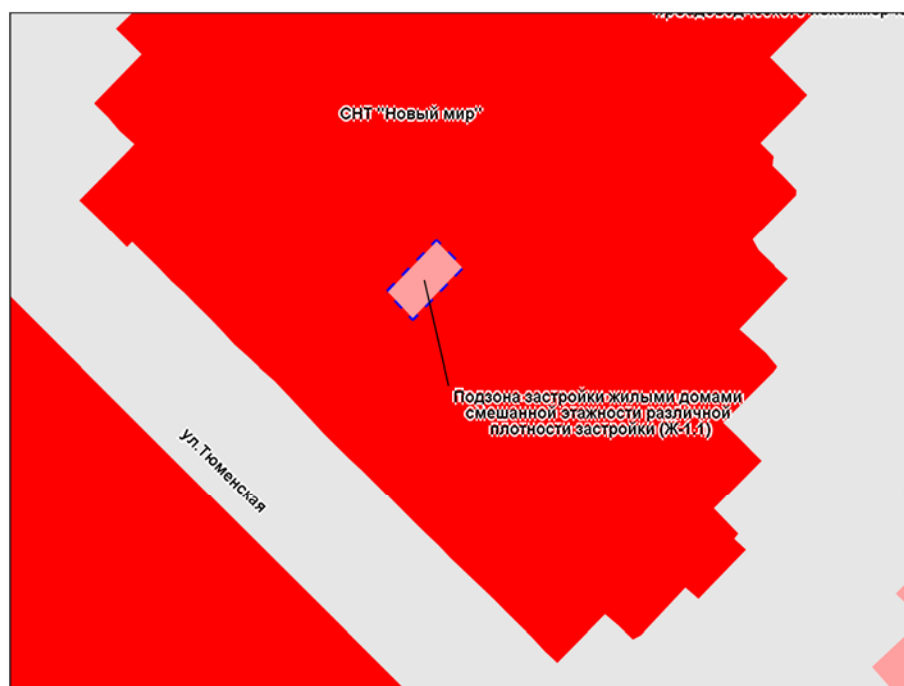 СНТ "Новый мир"
Подзона застройки жилыми домами
смешанной этажности различной
плотности застройки (Ж-1.1)
ул.Тюменская